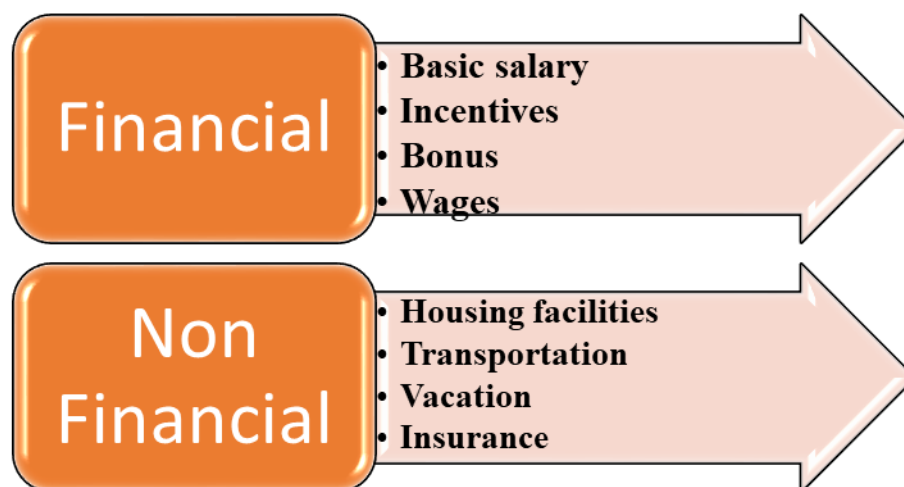 Financial
• Basic salary
• Incentives
• Bonus
• Wages
Non
Financial
• Housing facilities
• Transportation
• Vacation
• Insurance